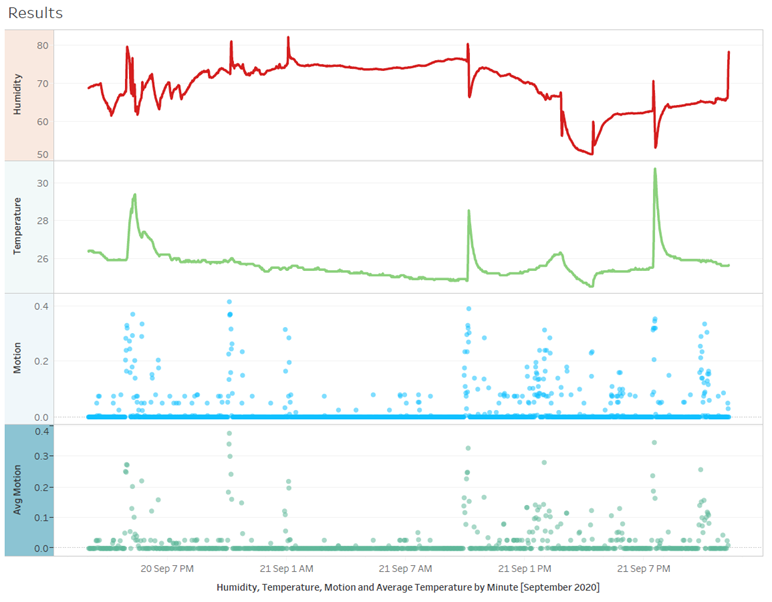 Results
Humidity
80
70
60
50
Temperature
30
28
26
Motion
0.4
0.2
0.0
Avg Motion
0.4
0.3
0.2
0.1
0.0
20 Sep 7 PM 21 Sep 1 AM 21 Sep 7 AM 21 Sep 1 PM 21 Sep 7 PM
Humidity, Temperature, Motion and Average Temperature by Minute [September 2020]